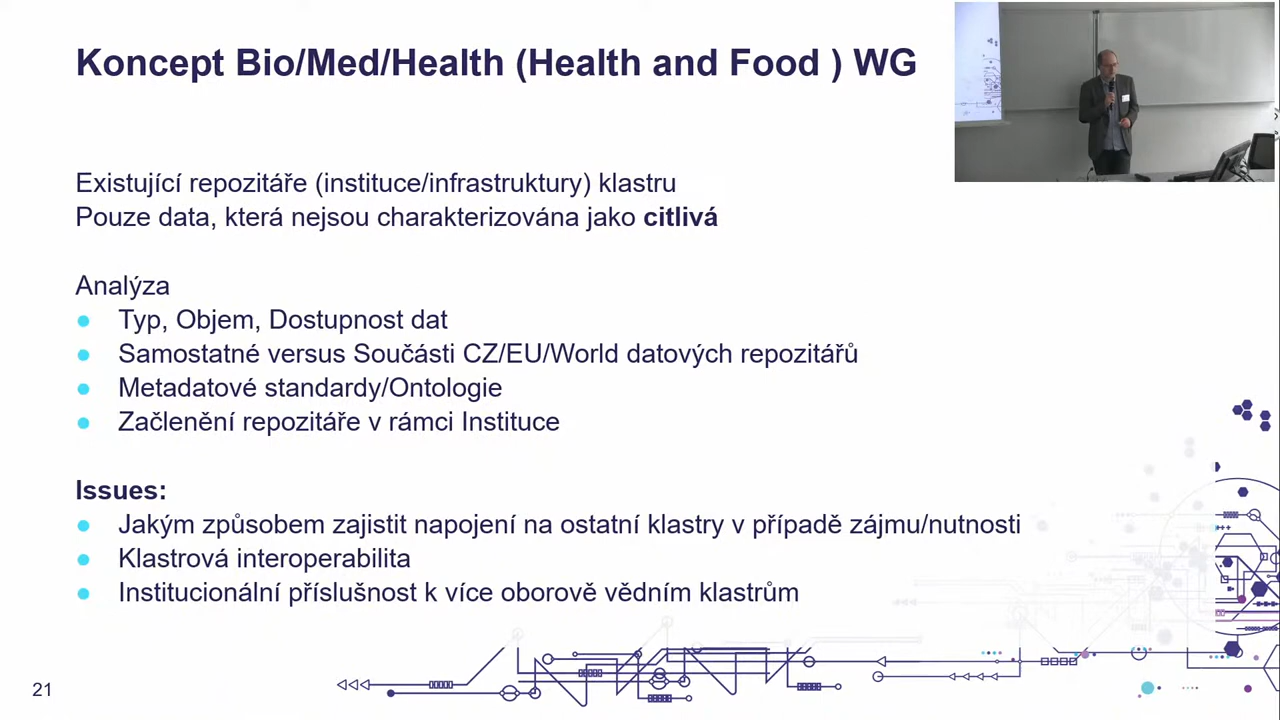 Koncept Bio/Med/Health (Health and Food ) WG
Existující repozitáře (instituce/infrastruktury) klastru
Pouze data, která nejsou charakterizována jako citlivá
Analýza
● Typ, Objem, Dostupnost dat
● Samostatné versus Součásti CZ/EU/World datových repozitářů
● Metadatové standardy/Ontologie
● Začlenění repozitáře v rámci Instituce
Issues:
● Jakým způsobem zajistit napojení na ostatní klastry v případě zájmu/nutnosti
● Klastrová interoperabilita
● Institucionální příslušnost k více oborově vědním klastrům
21